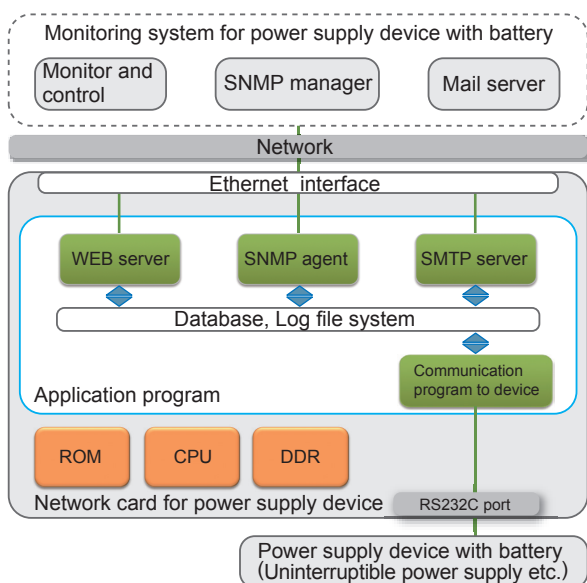 Monitoring system for power supply device with battery
Monitor and
control
SNMP manager
Mail server
Network
Ethernet interface
WEB server
SNMP agent
SMTP server
Database, Log file system
Communication
program to device
Application program
ROM
CPU
DDR
Network card for power supply device
RS232C port
Power supply device with battery
(Uninterruptible power supply etc.)